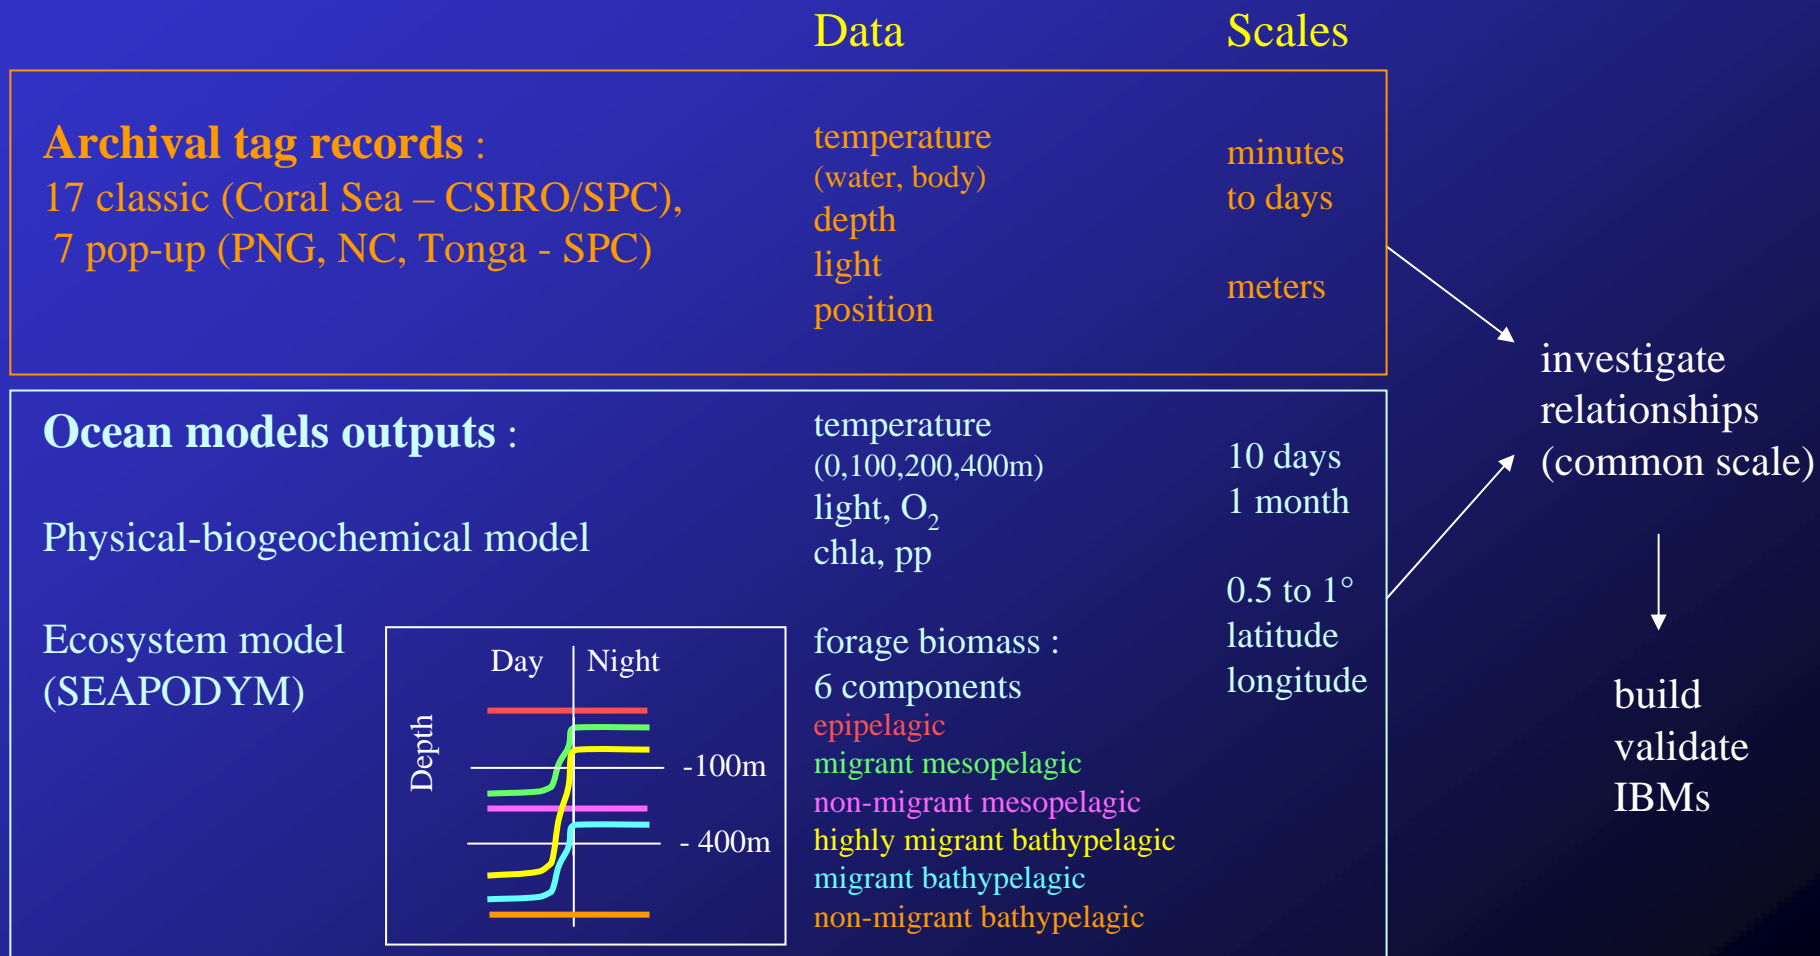 Data
Scales
Archival tag records :
17 classic (Coral Sea – CSIRO/SPC),
7 pop-up (PNG, NC, Tonga - SPC)
temperature
(water, body)
depth
light
position
minutes
to days
meters
Ocean models outputs :
Physical-biogeochemical model
Ecosystem model
(SEAPODYM)
Day
Night
Depth
-100m
- 400m
temperature
(0,100,200,400m)
light, O₂
chla, pp
forage biomass :
6 components
epipelagic
migrant mesopelagic
non-migrant mesopelagic
highly migrant bathypelagic
migrant bathypelagic
non-migrant bathypelagic
10 days
1 month
0.5 to 1°
latitude
longitude
investigate
relationships
(common scale)
build
validate
IBMs